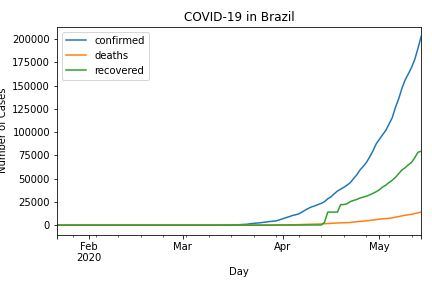 COVID-19 in Brazil
confirmed
deaths
recovered
200000
175000
150000
125000
100000
75000
50000
25000
0
Number of Cases
Feb
2020
Mar
Apr
May
Day